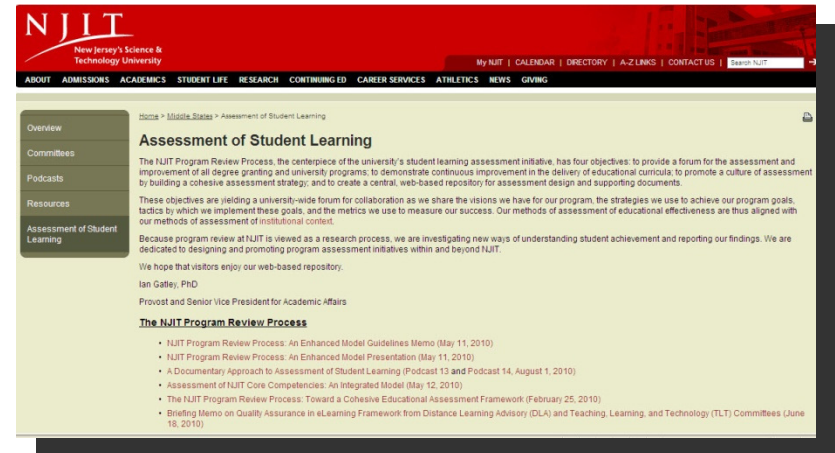 NJIT
New Jersey's Science &
Technology University
My NJIT | CALENDAR | DIRECTORY | A-Z LINKS | CONTACT US | Search NJIT
ABOUT ADMISSIONS ACADEMICS STUDENT LIFE RESEARCH CONTINUING ED CAREER SERVICES ATHLETICS NEWS GIVING
Overview
Committees
Podcasts
Resources
Assessment of Student
Learning
Home > Middle States > Assessment of Student Learning
Assessment of Student Learning
The NJIT Program Review Process, the centerpiece of the university's student learning assessment initiative, has four objectives: to provide a forum for the assessment and
improvement of all degree granting and university programs; to demonstrate continuous improvement in the delivery of educational curricula; to promote a culture of assessment
by building a cohesive assessment strategy; and to create a central, web-based repository for assessment design and supporting documents.
These objectives are yielding a university-wide forum for collaboration as we share the visions we have for our program, the strategies we use to achieve our program goals,
tactics by which we implement these goals, and the metrics we use to measure our success. Our methods of assessment of educational effectiveness are thus aligned with
our methods of assessment of institutional context.
Because program review at NJIT is viewed as a research process, we are investigating new ways of understanding student achievement and reporting our findings. We are
dedicated to designing and promoting program assessment initiatives within and beyond NJIT.
We hope that visitors enjoy our web-based repository.
Ian Gatley, PhD
Provost and Senior Vice President for Academic Affairs
The NJIT Program Review Process
• NJIT Program Review Process: An Enhanced Model Guidelines Memo (May 11, 2010)
• NJIT Program Review Process: An Enhanced Model Presentation (May 11, 2010)
• A Documentary Approach to Assessment of Student Learning (Podcast 13 and Podcast 14, August 1, 2010)
• Assessment of NJIT Core Competencies: An Integrated Model (May 12, 2010)
• The NJIT Program Review Process: Toward a Cohesive Educational Assessment Framework (February 25, 2010)
• Briefing Memo on Quality Assurance in eLearning Framework from Distance Learning Advisory (DLA) and Teaching, Learning, and Technology (TLT) Committees (June
18, 2010)